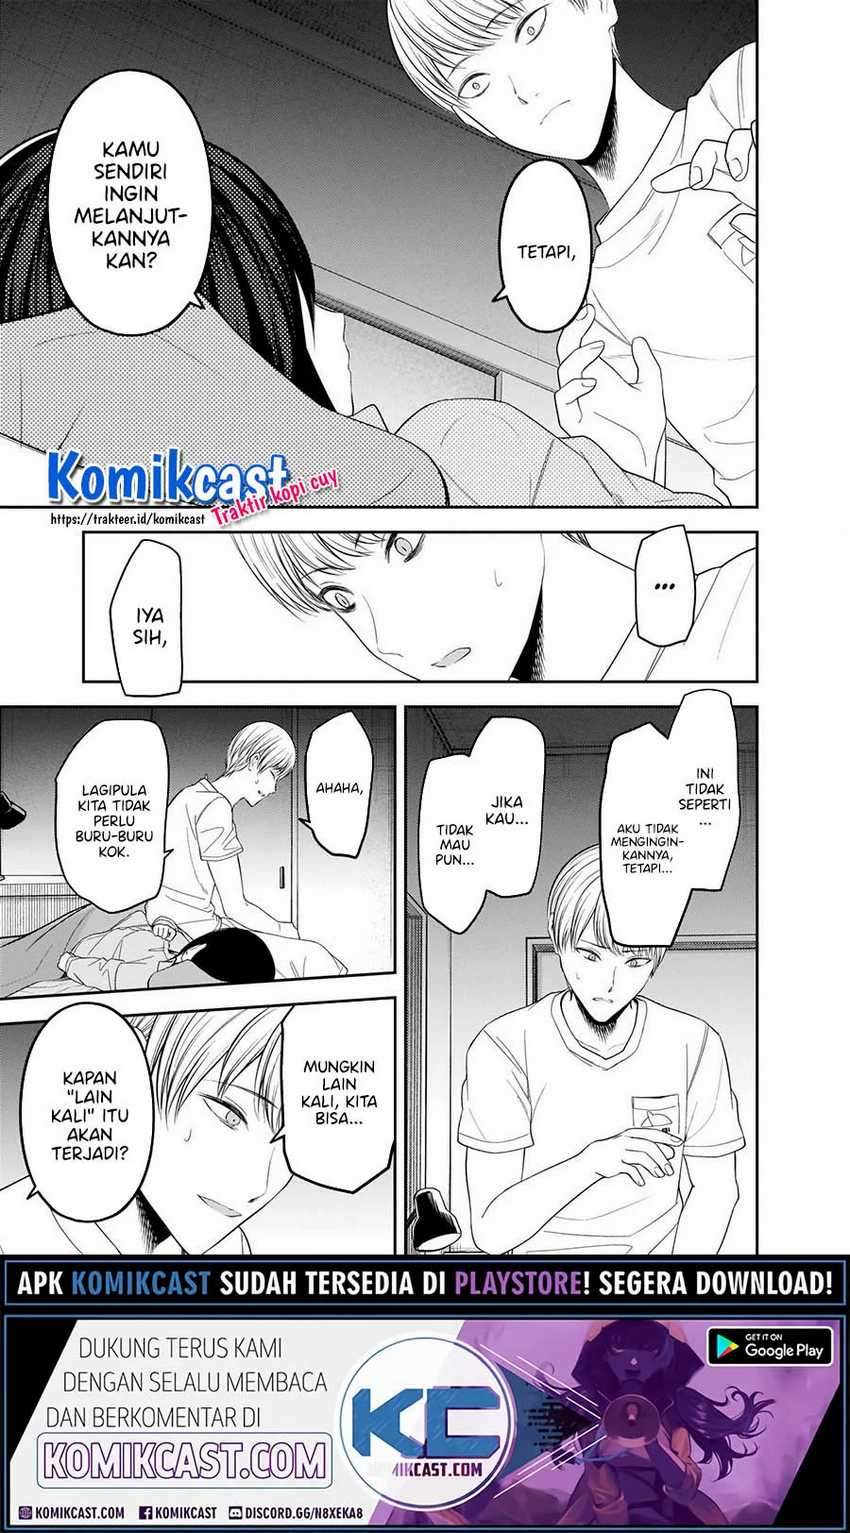 TETAPI,
KAMU
SENDIRI
INGIN
MELANJUT-
KANNYA
KAN?
Komikcast
Traktir kopi cuy
https://trakteer.id/komikcast
...
IYA
SIH,
INI
TIDAK
SEPERTI
...
AKU TIDAK
MENGINGIN-
KANNYA,
TETAPI...
JIKA
KAU...
TIDAK
MAU
PUN...
AHAHA,
LAGIPULA
KITA TIDAK
PERLU
BURU-BURU
KOK.
MUNGKIN
LAIN
KALI, KITA
BISA...
KAPAN
"LAIN
KALI" ITU
AKAN
TERJADI?
APK KOMIKCAST SUDAH TERSEDIA DI PLAYSTORE! SEGERA DOWNLOAD!
DUKUNG TERUS KAMI
DENGAN SELALU MEMBACA
DAN BERKOMENTAR DI
KOMIKCAST.COM
KOMIKCAST.COM KOMIKCAST DISCORD.GG/N8XEKA8
KC
MIKCAST.COM
GET IT ON
Google Play